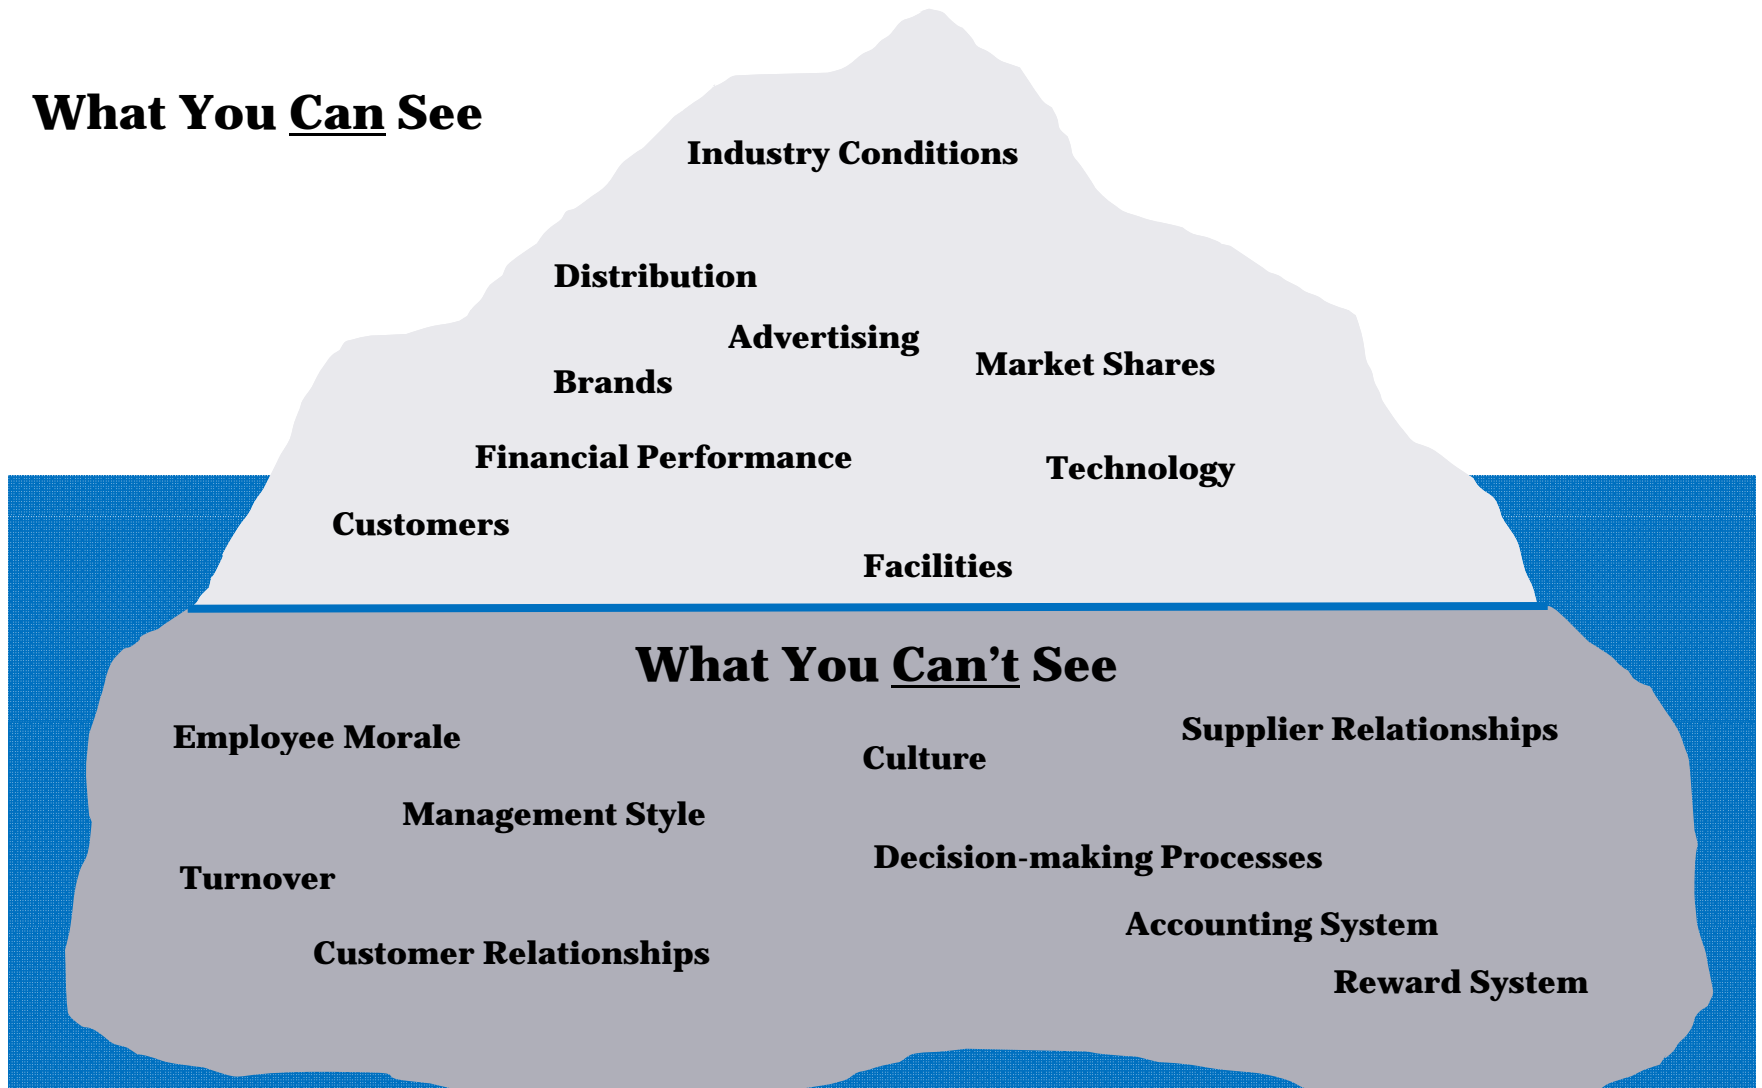 What You Can See
Industry Conditions
Distribution
Advertising
Market Shares
Brands
Financial Performance
Technology
Customers
Facilities
What You Can’t See
Employee Morale
Supplier Relationships
Culture
Management Style
Decision-making Processes
Turnover
Accounting System
Customer Relationships
Reward System